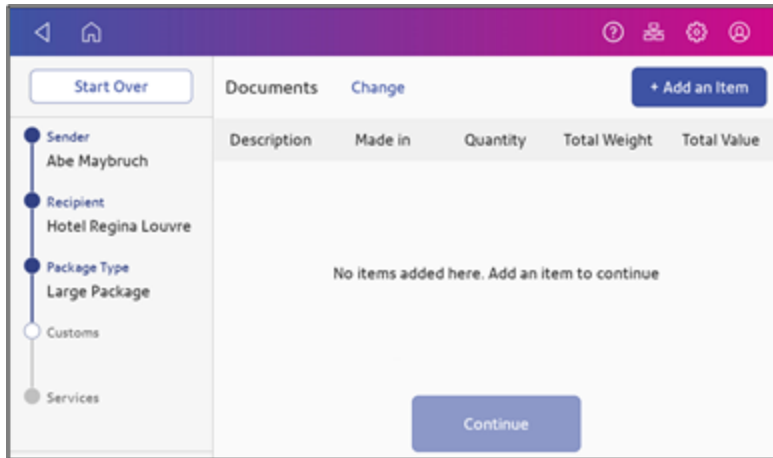 Start Over
Documents Change + Add an Item
Sender
Abe Maybruch
Description Made in Quantity Total Weight Total Value
Recipient
Hotel Regina Louvre
Package Type
Large Package
No items added here. Add an item to continue
Customs
Services
Continue